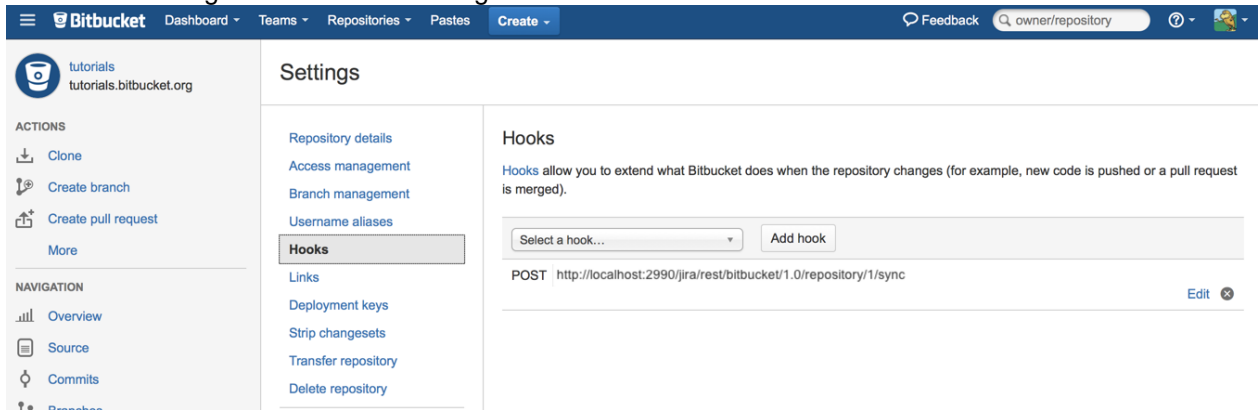 Bitbucket Dashboard Teams Repositories Pastes Create Feedback owner/repository
tutorials
tutorials.bitbucket.org
ACTIONS
Clone
Create branch
Create pull request
More
NAVIGATION
Overview
Source
Commits
Branches
Settings
Repository details
Access management
Branch management
Username aliases
Hooks
Links
Deployment keys
Strip changesets
Transfer repository
Delete repository
Hooks
Hooks allow you to extend what Bitbucket does when the repository changes (for example, new code is pushed or a pull request
is merged).
Select a hook... Add hook
POST http://localhost:2990/jira/rest/bitbucket/1.0/repository/1/sync
Edit